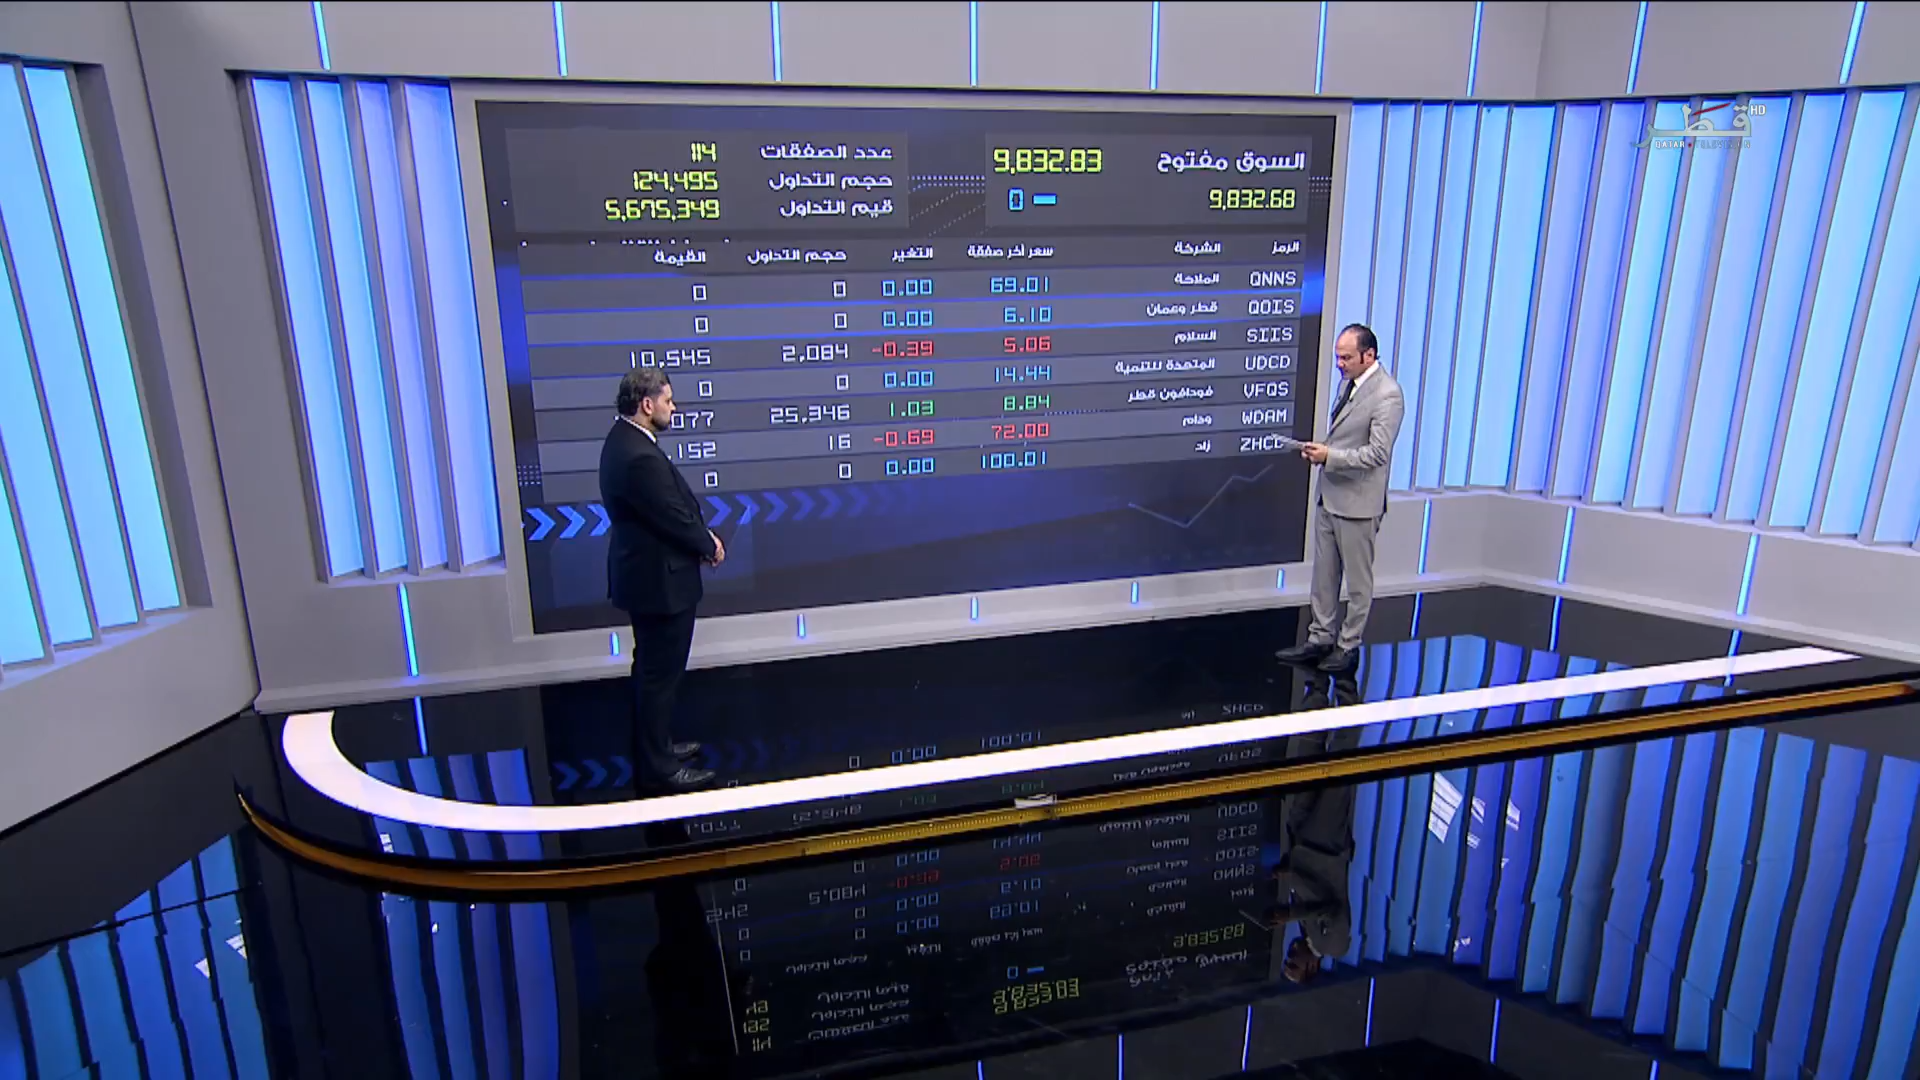 قطر HD
QATAR TELEVISION
السوق مفتوح 9,832.83
9,832.68 0
عدد الصفقات 114
حجم التداول 124,495
قيم التداول 5,675,349
الرمز الشركة سعر آخر صفقة التغير حجم التداول القيمة
QNNS الملاحة 69.01 0.00 0 0
QOIS قطر وعمان 6.10 0.00 0 0
SIIS السلام 5.06 -0.39 2,084 10,545
UDCD المتحدة للتنمية 14.44 0.00 0 0
VFQS فودافون قطر 8.84 1.03 25,346 077
WDAM ودام 72.00 -0.69 16 .152
ZHCD زاد 100.01 0.00 0 0